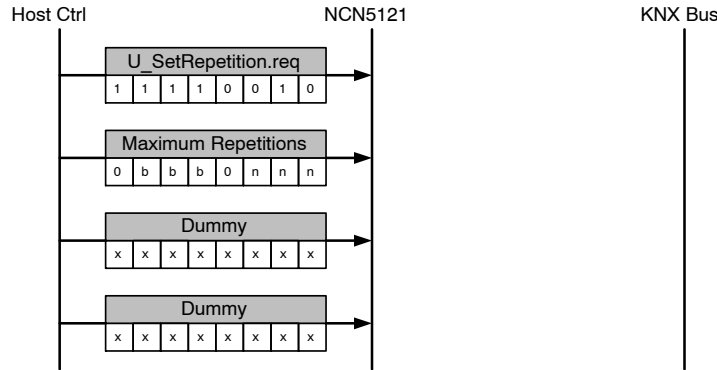 Host Ctrl NCN5121 KNX Bus
U_SetRepetition.req
1 1 1 1 0 0 1 0
Maximum Repetitions
0 b b b 0 n n n
Dummy
x x x x x x x x
Dummy
x x x x x x x x